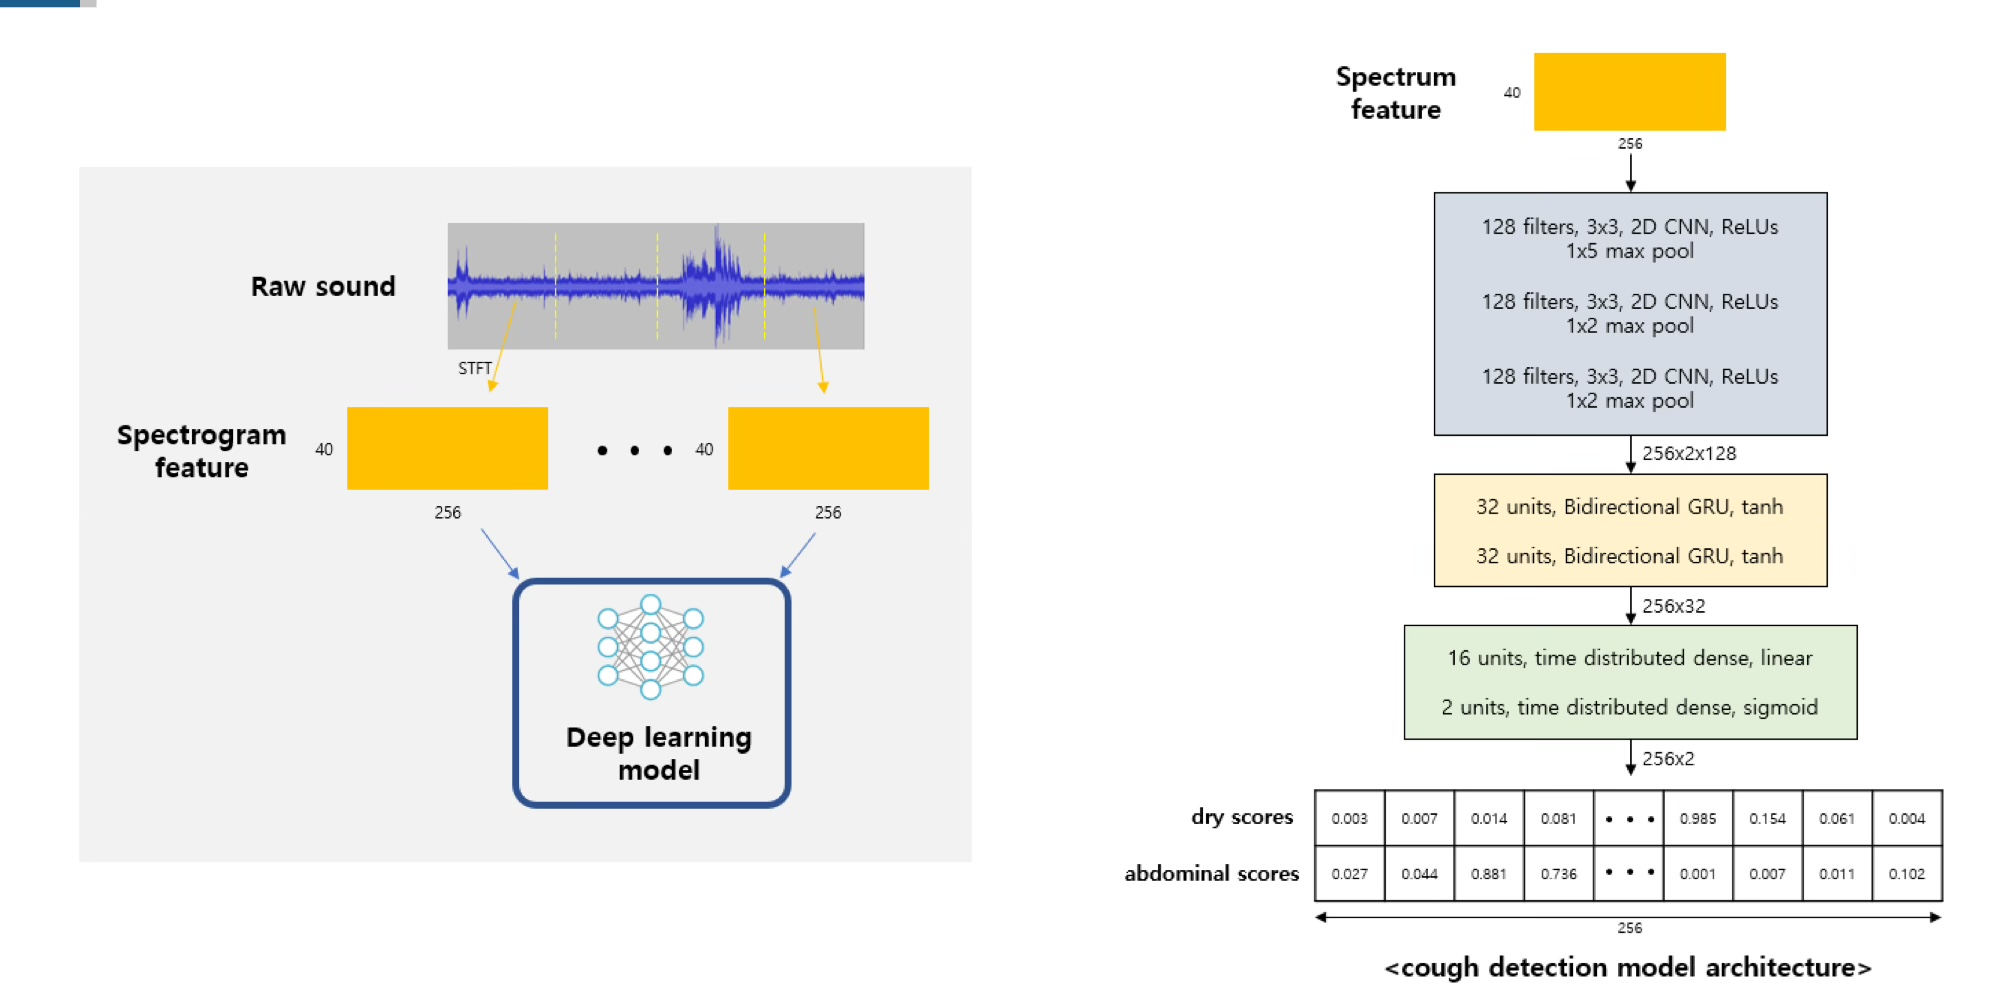 Raw sound
STFT
Spectrogram
feature
40
40
256
256
Deep learning
model
Spectrum
feature
40
256
128 filters, 3x3, 2D CNN, ReLUs
1x5 max pool
128 filters, 3x3, 2D CNN, ReLUs
1x2 max pool
128 filters, 3x3, 2D CNN, ReLUs
1x2 max pool
256x2x128
32 units, Bidirectional GRU, tanh
32 units, Bidirectional GRU, tanh
256x32
16 units, time distributed dense, linear
2 units, time distributed dense, sigmoid
256x2
dry scores 0.003 0.007 0.014 0.081 • • • 0.985 0.154 0.061 0.004
abdominal scores 0.027 0.044 0.881 0.736 • • • 0.001 0.007 0.011 0.102
256
<cough detection model architecture>